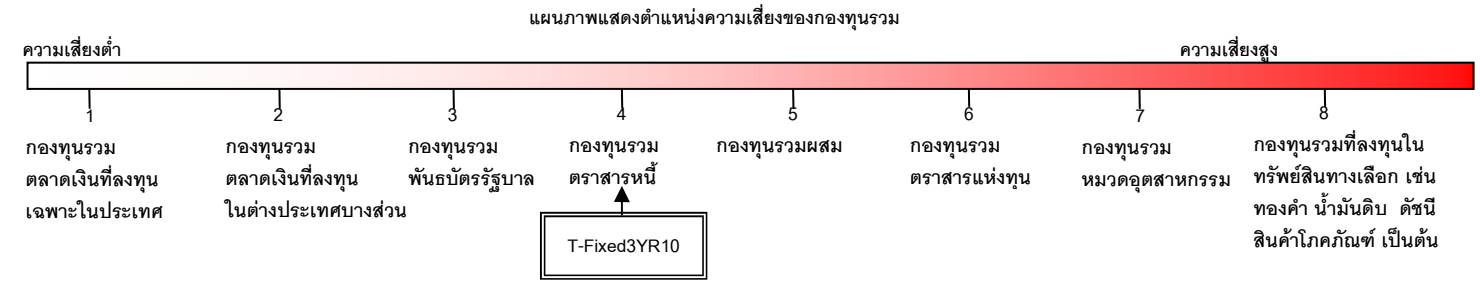 แผนภาพแสดงตำแหน่งความเสี่ยงของกองทุนรวม
ความเสี่ยงต่ำ
ความเสี่ยงสูง
1
2
3
4
5
6
7
8
กองทุนรวม
ตลาดเงินที่ลงทุน
เฉพาะในประเทศ
กองทุนรวม
ตลาดเงินที่ลงทุน
ในต่างประเทศบางส่วน
กองทุนรวม
พันธบัตรรัฐบาล
กองทุนรวม
ตราสารหนี้
กองทุนรวมผสม
กองทุนรวม
ตราสารแห่งทุน
กองทุนรวม
หมวดอุตสาหกรรม
กองทุนรวมที่ลงทุนใน
ทรัพย์สินทางเลือก เช่น
ทองคำ น้ำมันดิบ ดัชนี
สินค้าโภคภัณฑ์ เป็นต้น
T-Fixed3YR10